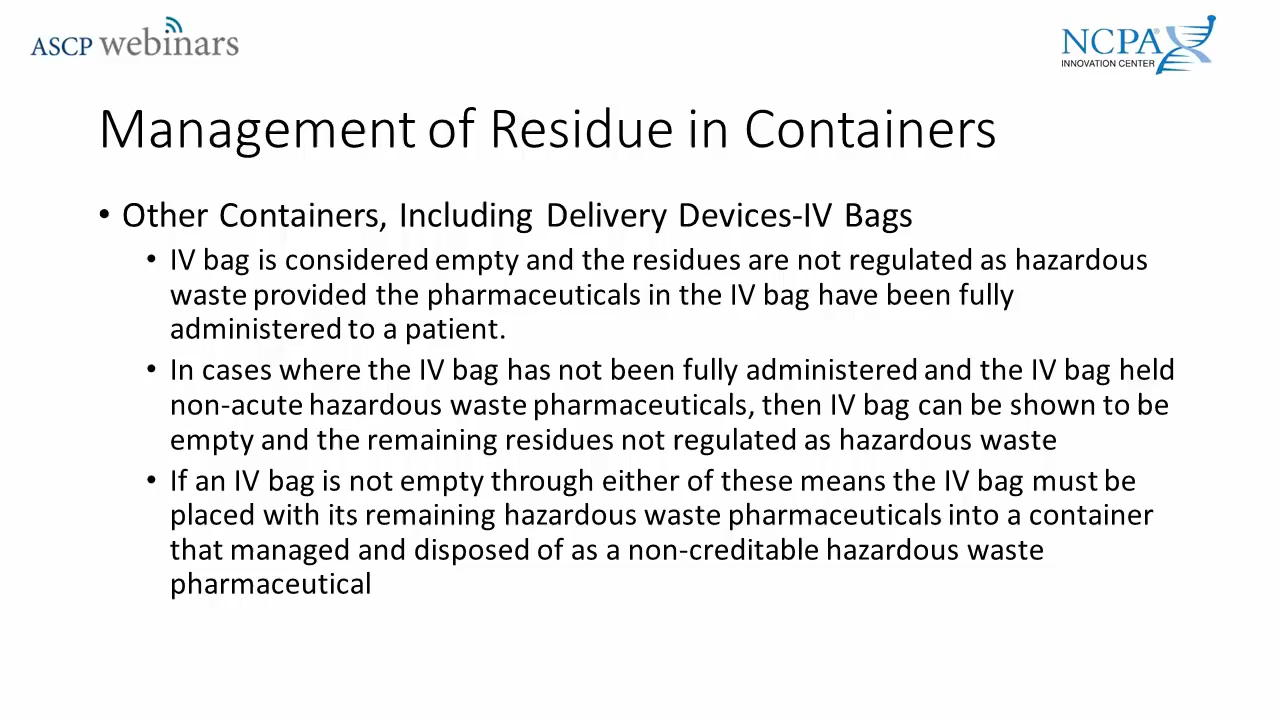 ASCP webinars
NCPA
INNOVATION CENTER
Management of Residue in Containers
• Other Containers, Including Delivery Devices-IV Bags
• IV bag is considered empty and the residues are not regulated as hazardous
waste provided the pharmaceuticals in the IV bag have been fully
administered to a patient.
• In cases where the IV bag has not been fully administered and the IV bag held
non-acute hazardous waste pharmaceuticals, then IV bag can be shown to be
empty and the remaining residues not regulated as hazardous waste
• If an IV bag is not empty through either of these means the IV bag must be
placed with its remaining hazardous waste pharmaceuticals into a container
that managed and disposed of as a non-creditable hazardous waste
pharmaceutical